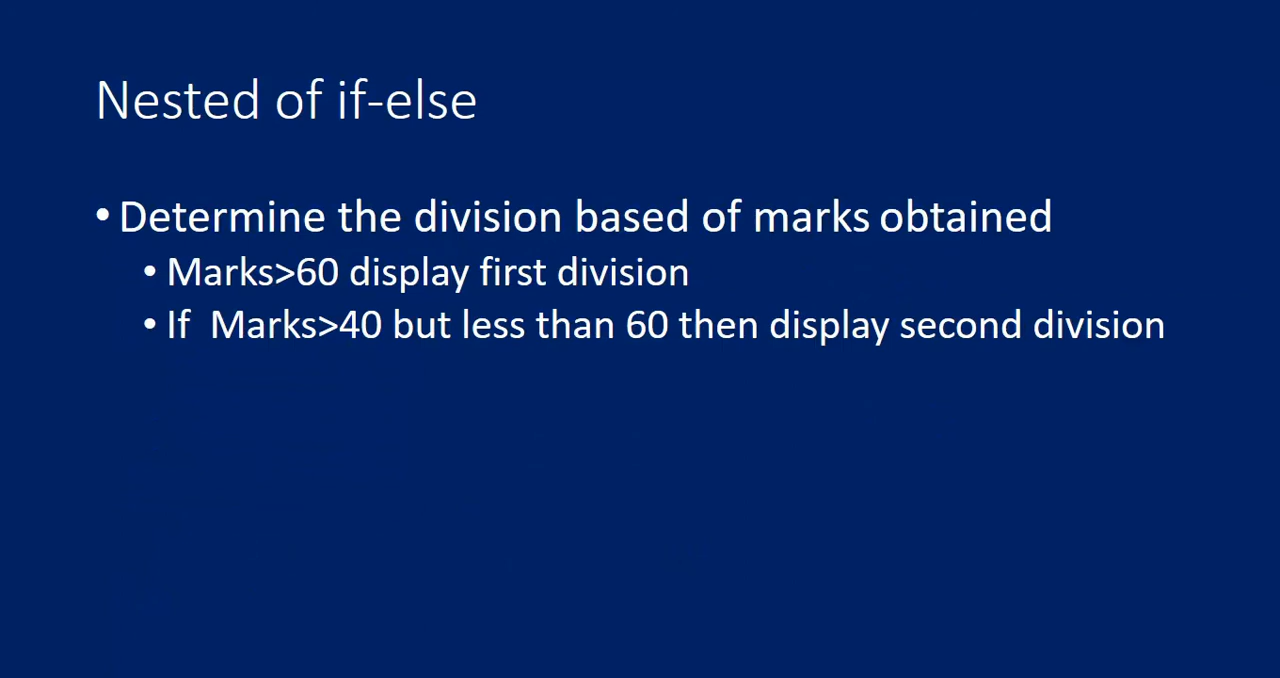 Nested of if-else
• Determine the division based of marks obtained
• Marks>60 display first division
• If  Marks>40 but less than 60 then display second division